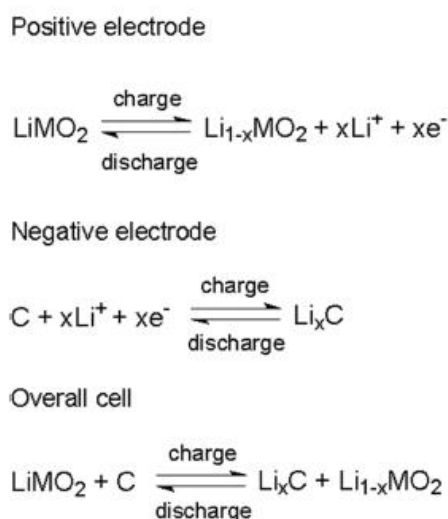 Positive electrode
charge
LiMO₂ ⇌ Li₁₋ₓMO₂ + xLi⁺ + xe⁻
discharge
Negative electrode
charge
C + xLi⁺ + xe⁻ ⇌ LiₓC
discharge
Overall cell
charge
LiMO₂ + C ⇌ LiₓC + Li₁₋ₓMO₂
discharge